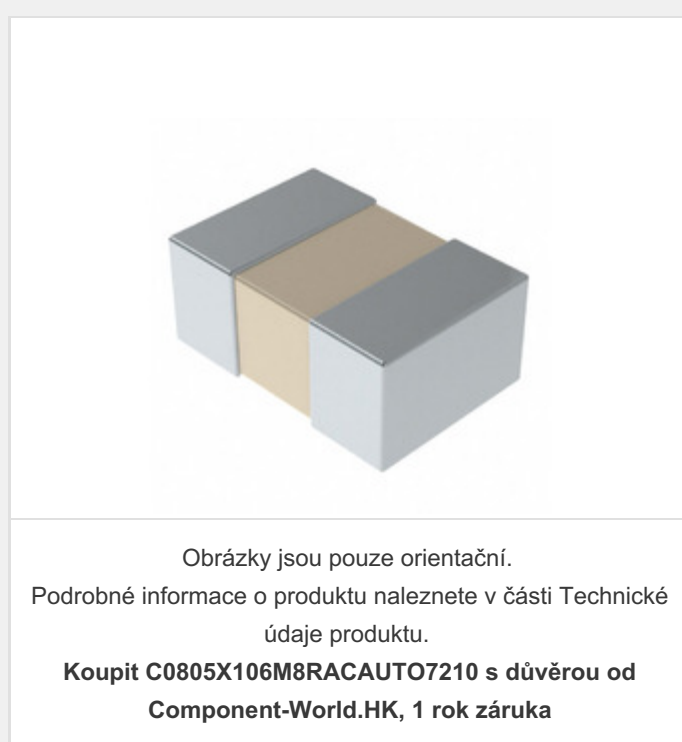 Obrázky jsou pouze orientační.
Podrobné informace o produktu naleznete v části Technické
údaje produktu.
Koupit C0805X106M8RACAUTO7210 s důvěrou od
Component-World.HK, 1 rok záruka